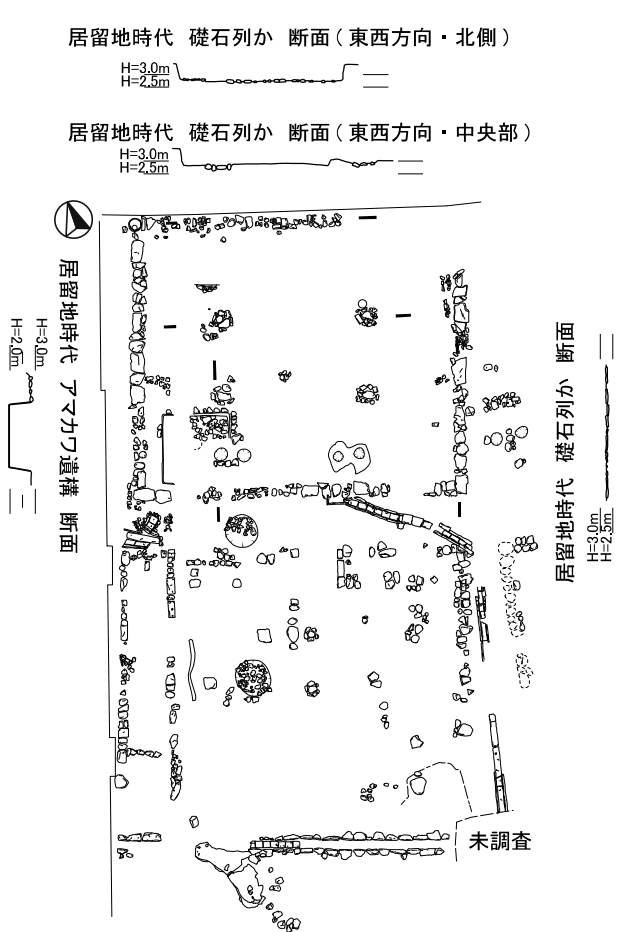 居留地時代 礎石列か 断面(東西方向・北側)
H=3.0m
H=2.5m
居留地時代 礎石列か 断面(東西方向・中央部)
H=3.0m
H=2.5m
居留地時代 アマカワ遺構 断面
H=3.0m
H=2.0m
居留地時代 礎石列か 断面
H=3.0m
H=2.5m
未調査